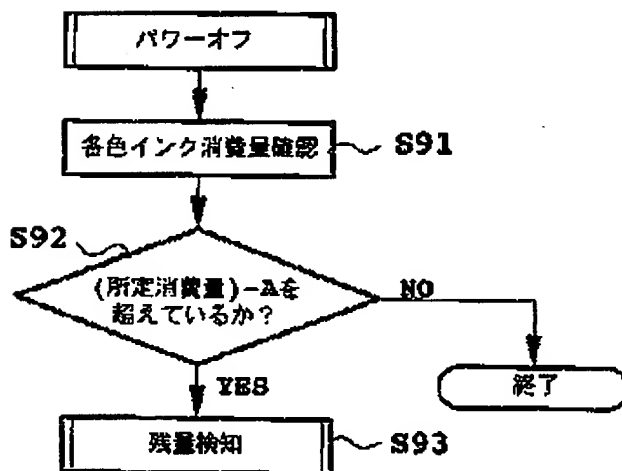 パワーオフ
各色インク消費量確認
S91
S92
(所定消費量)-Aを
超えているか?
NO
YES
終了
残量検知
S93